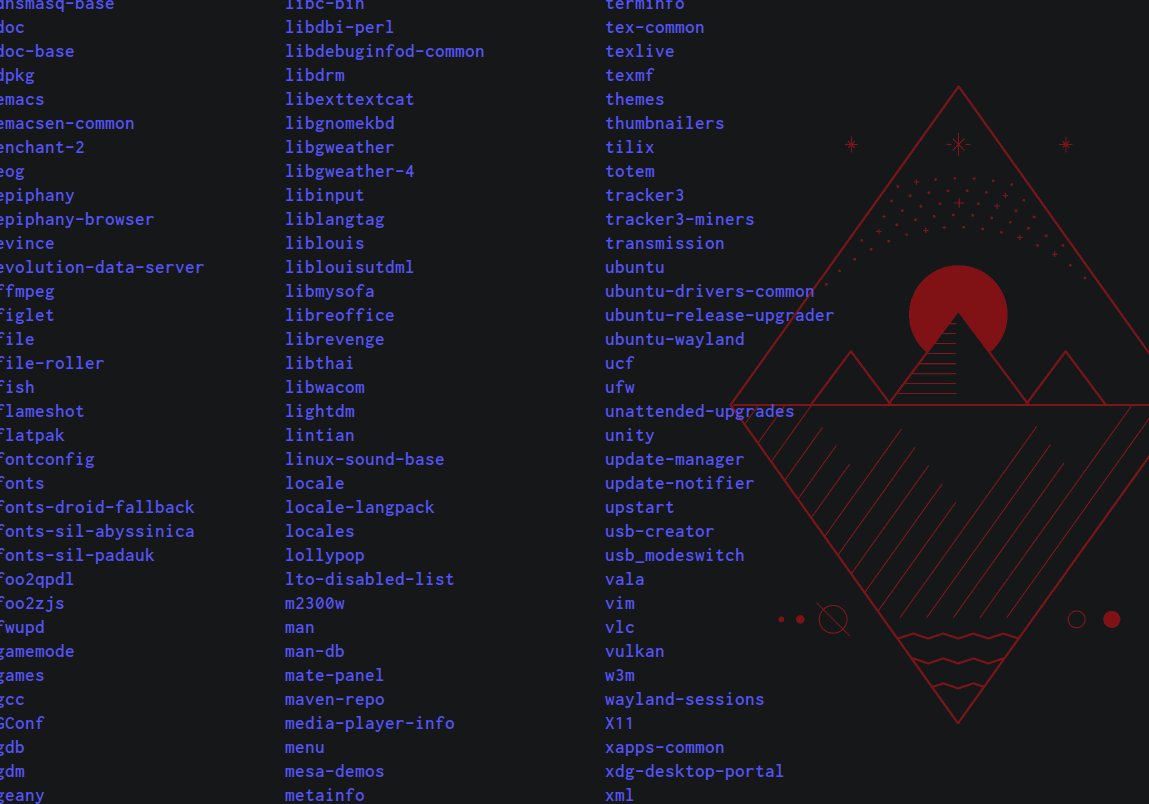 dnsmasq-base
doc
doc-base
dpkg
emacs
emacsen-common
enchant-2
eog
epiphany
epiphany-browser
evince
evolution-data-server
ffmpeg
figlet
file
file-roller
fish
flameshot
flatpak
fontconfig
fonts
fonts-droid-fallback
fonts-sil-abyssinica
fonts-sil-padauk
foo2qpdl
foo2zjs
fwupd
gamemode
games
gcc
GConf
gdb
gdm
geany
libc-bin
libdbi-perl
libdebuginfod-common
libdrm
libexttextcat
libgnomekbd
libgweather
libgweather-4
libinput
liblangtag
liblouis
liblouisutdml
libmysofa
libreoffice
librevenge
libthai
libwacom
lightdm
lintian
linux-sound-base
locale
locale-langpack
locales
lollypop
lto-disabled-list
m2300w
man
man-db
mate-panel
maven-repo
media-player-info
menu
mesa-demos
metainfo
terminfo
tex-common
texlive
texmf
themes
thumbnailers
tilix
totem
tracker3
tracker3-miners
transmission
ubuntu
ubuntu-drivers-common
ubuntu-release-upgrader
ubuntu-wayland
ucf
ufw
unattended-upgrades
unity
update-manager
update-notifier
upstart
usb-creator
usb_modeswitch
vala
vim
vlc
vulkan
w3m
wayland-sessions
X11
xapps-common
xdg-desktop-portal
xml